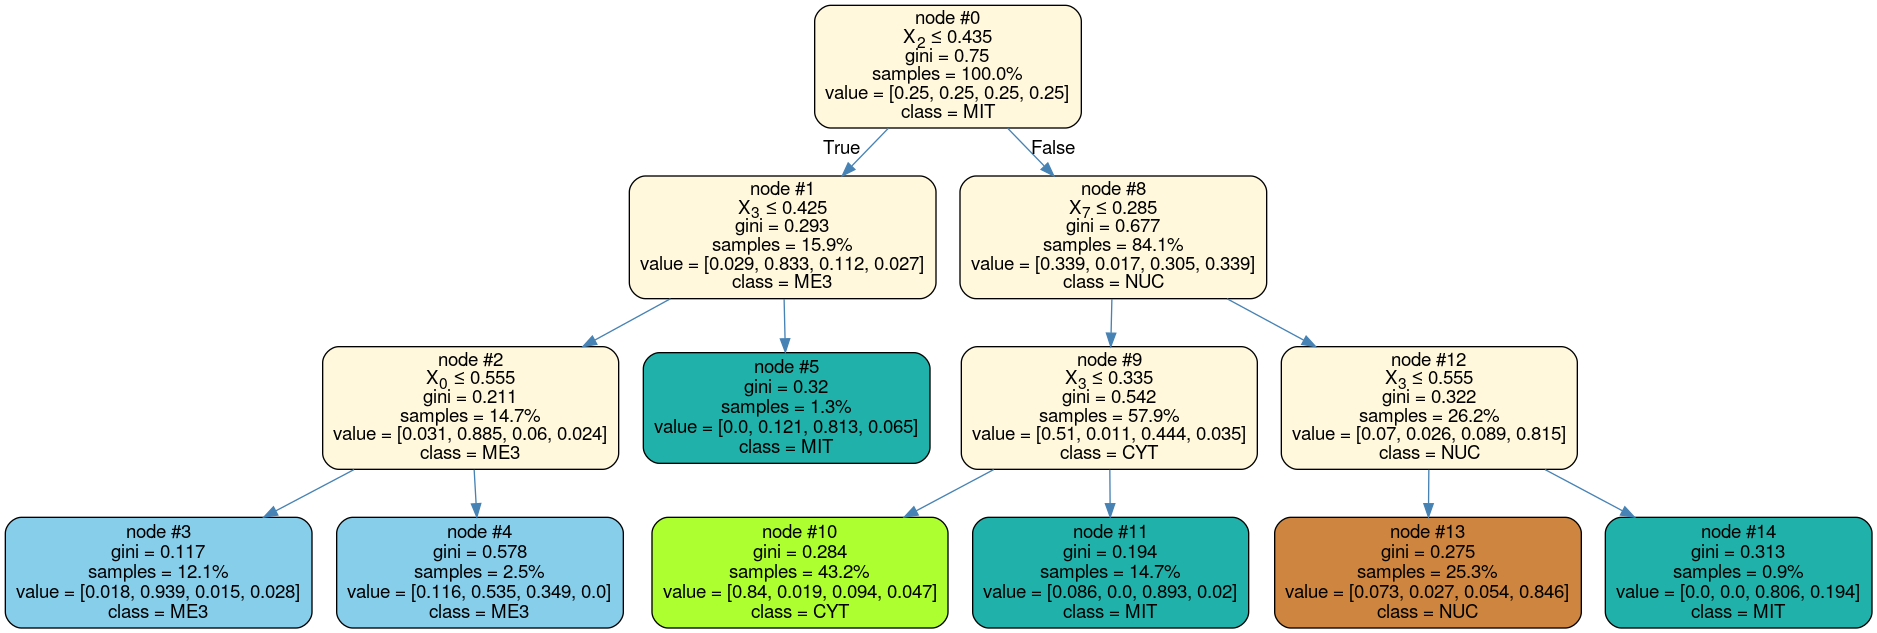 node #0
X2 ≤ 0.435
gini = 0.75
samples = 100.0%
value = [0.25, 0.25, 0.25, 0.25]
class = MIT
True
False
node #1
X3 ≤ 0.425
gini = 0.293
samples = 15.9%
value = [0.029, 0.833, 0.112, 0.027]
class = ME3
node #8
X7 ≤ 0.285
gini = 0.677
samples = 84.1%
value = [0.339, 0.017, 0.305, 0.339]
class = NUC
node #2
X0 ≤ 0.555
gini = 0.211
samples = 14.7%
value = [0.031, 0.885, 0.06, 0.024]
class = ME3
node #5
gini = 0.32
samples = 1.3%
value = [0.0, 0.121, 0.813, 0.065]
class = MIT
node #9
X3 ≤ 0.335
gini = 0.542
samples = 57.9%
value = [0.51, 0.011, 0.444, 0.035]
class = CYT
node #12
X3 ≤ 0.555
gini = 0.322
samples = 26.2%
value = [0.07, 0.026, 0.089, 0.815]
class = NUC
node #3
gini = 0.117
samples = 12.1%
value = [0.018, 0.939, 0.015, 0.028]
class = ME3
node #4
gini = 0.578
samples = 2.5%
value = [0.116, 0.535, 0.349, 0.0]
class = ME3
node #10
gini = 0.284
samples = 43.2%
value = [0.84, 0.019, 0.094, 0.047]
class = CYT
node #11
gini = 0.194
samples = 14.7%
value = [0.086, 0.0, 0.893, 0.02]
class = MIT
node #13
gini = 0.275
samples = 25.3%
value = [0.073, 0.027, 0.054, 0.846]
class = NUC
node #14
gini = 0.313
samples = 0.9%
value = [0.0, 0.0, 0.806, 0.194]
class = MIT